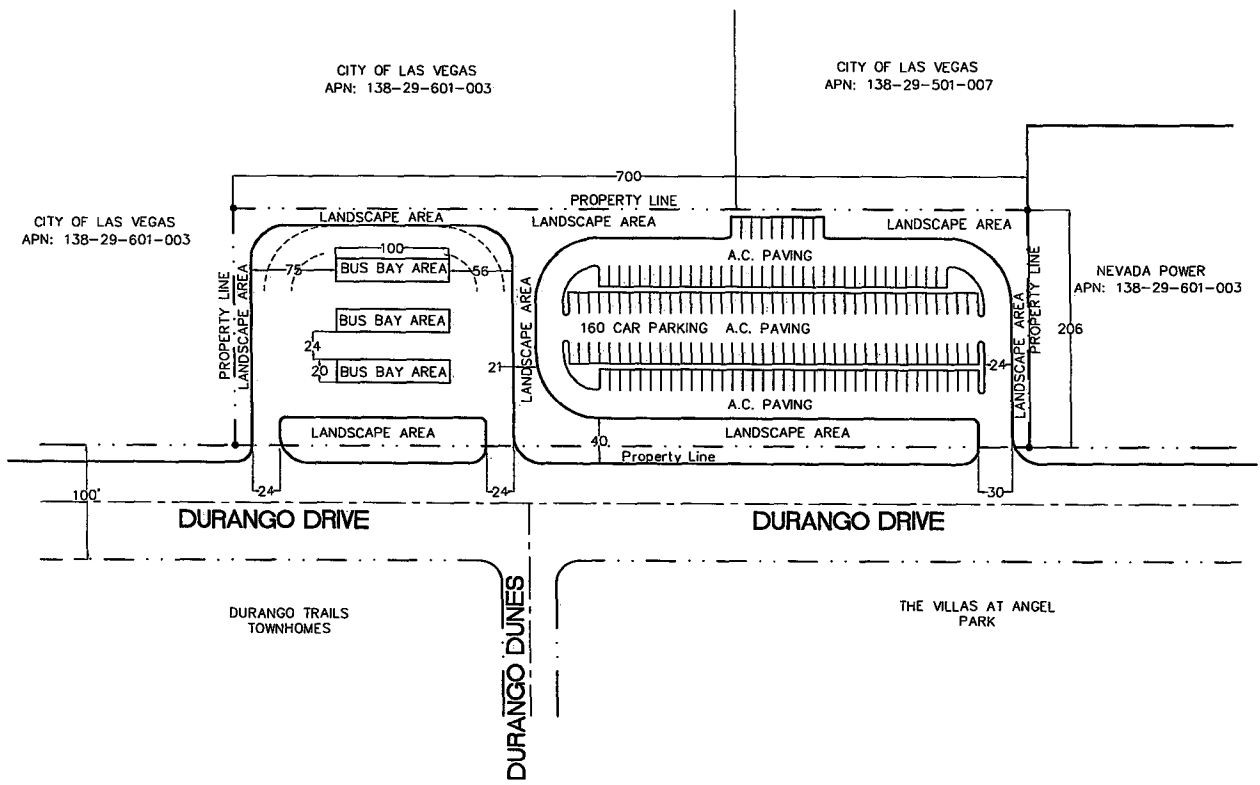 CITY OF LAS VEGAS
APN: 138-29-601-003
CITY OF LAS VEGAS
APN: 138-29-501-007
700
PROPERTY LINE
CITY OF LAS VEGAS
APN: 138-29-601-003
LANDSCAPE AREA
LANDSCAPE AREA
LANDSCAPE AREA
PROPERTY LINE
LANDSCAPE AREA
100
75
BUS BAY AREA
56
BUS BAY AREA
24
20
BUS BAY AREA
LANDSCAPE AREA
21
A.C. PAVING
160 CAR PARKING
A.C. PAVING
A.C. PAVING
24
LANDSCAPE AREA
PROPERTY LINE
206
NEVADA POWER
APN: 138-29-601-003
LANDSCAPE AREA
40
LANDSCAPE AREA
Property Line
100'
24
24
30
DURANGO DRIVE
DURANGO DRIVE
DURANGO DUNES
DURANGO TRAILS
TOWNHOMES
THE VILLAS AT ANGEL
PARK